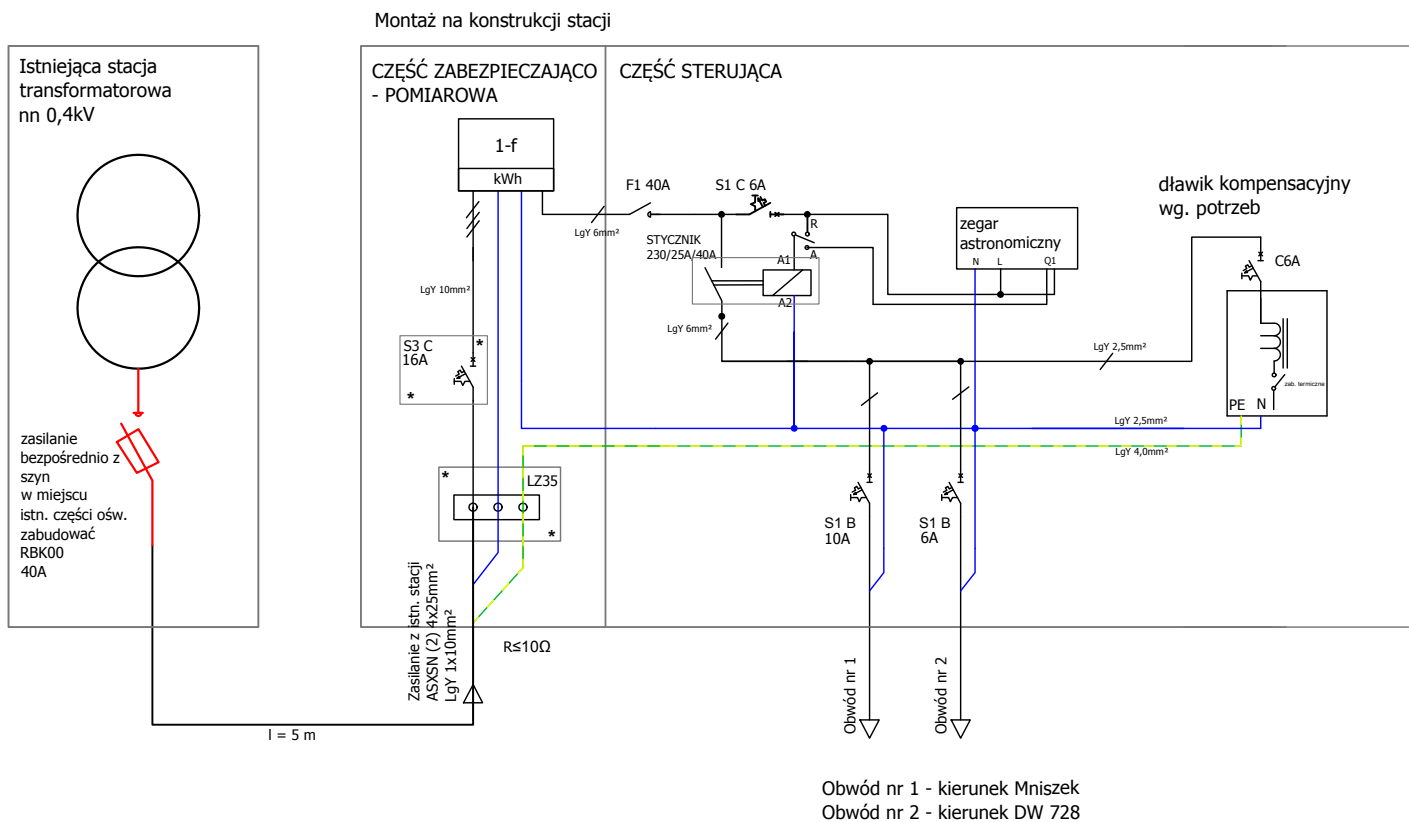 Montaż na konstrukcji stacji
Istniejąca stacja
transformatorowa
nn 0,4kV
CZĘŚĆ ZABEZPIECZAJĄCO
- POMIAROWA
CZĘŚĆ STERUJĄCA
1-f
kWh
F1 40A
S1 C 6A
LgY 6mm²
STYCZNIK
230/25A/40A
R
A
A1
A2
zegar
astronomiczny
N
L
Q1
dławik kompensacyjny
wg. potrzeb
C6A
LgY 10mm²
LgY 6mm²
LgY 2,5mm²
S3 C
16A
*
*
zab. termiczne
PE
N
LgY 2,5mm²
LgY 4,0mm²
zasilanie
bezpośrednio z
szyn
w miejscu
istn. części ośw.
zabudować
RBK00
40A
*
LZ35
*
S1 B
10A
S1 B
6A
Zasilanie z istn. stacji
ASXSN (2) 4x25mm²
LgY 1x10mm²
R≤10Ω
Obwód nr 1
Obwód nr 2
l = 5 m
Obwód nr 1 - kierunek Mniszek
Obwód nr 2 - kierunek DW 728